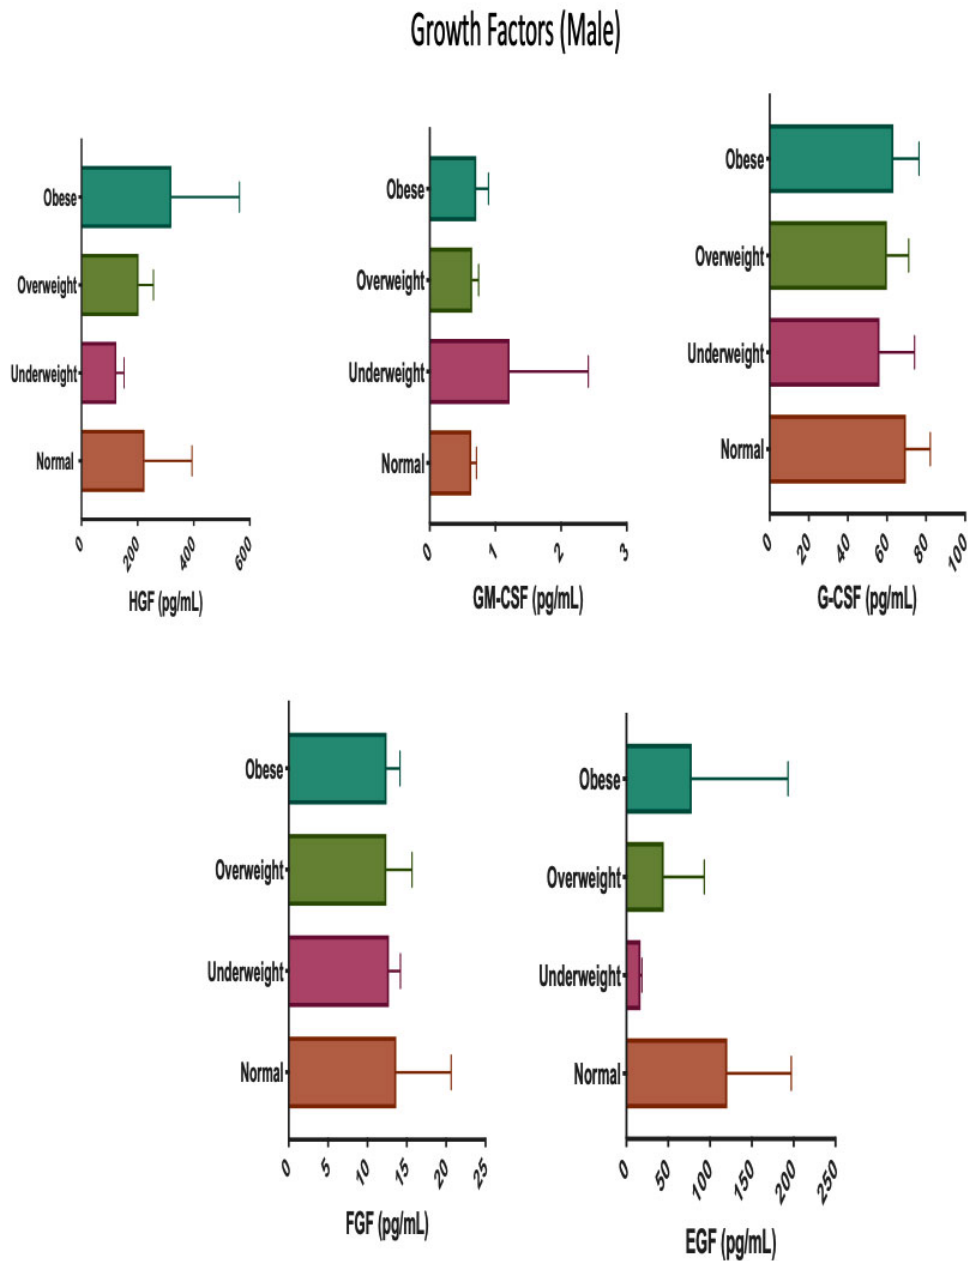 Growth Factors (Male)
Obese
Overweight
Underweight
Normal
0 200 400 600
HGF (pg/mL)
Obese
Overweight
Underweight
Normal
0 1 2 3
GM-CSF (pg/mL)
Obese
Overweight
Underweight
Normal
0 20 40 60 80 100
G-CSF (pg/mL)
Obese
Overweight
Underweight
Normal
0 5 10 15 20 25
FGF (pg/mL)
Obese
Overweight
Underweight
Normal
0 50 100 150 200 250
EGF (pg/mL)